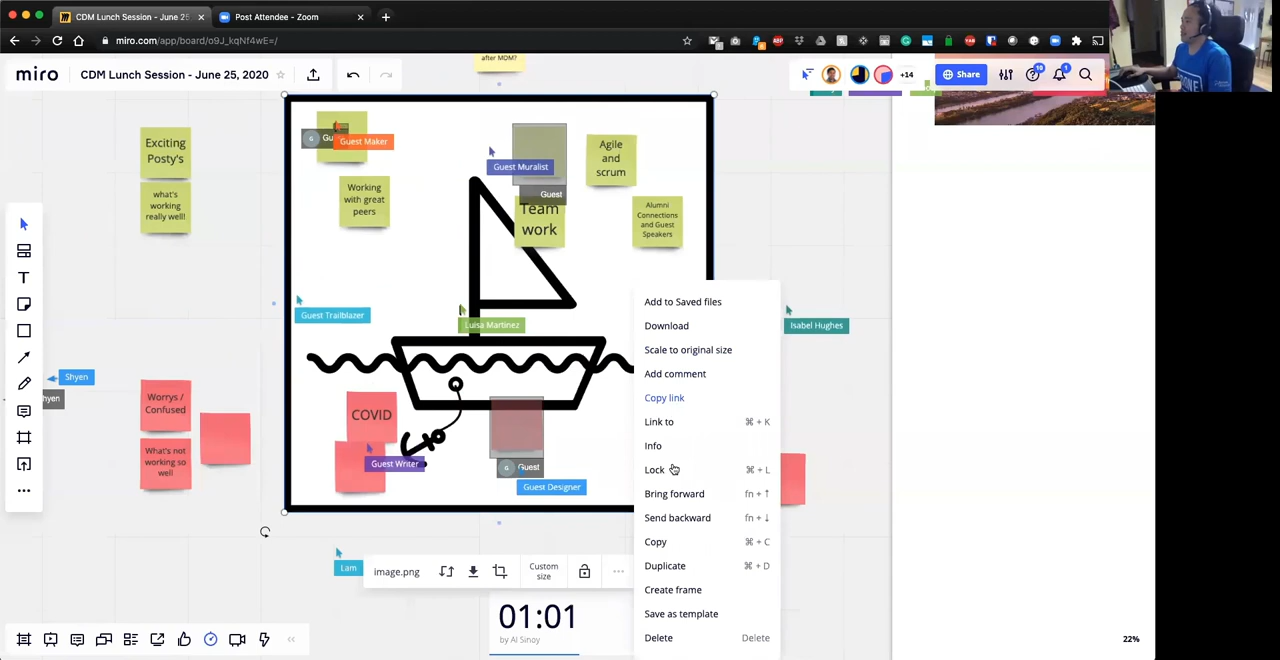 CDM Lunch Session - June 25
Post Attendee - Zoom
miro.com/app/board/o9J_kqNf4wE=/
miro
CDM Lunch Session - June 25, 2020
after MOM?
+14
Share
10
1
Exciting
Posty's
what's
working
really well!
G
Gu
Guest Maker
Working
with great
peers
Guest Muralist
Guest
Team
work
Agile
and
scrum
Alumni
Connections
and Guest
Speakers
Guest Trailblazer
Luisa Martinez
Isabel Hughes
Shyen
hyen
Worrys /
Confused
What's not
working so
well
COVID
Guest Writer
G
Guest
Guest Designer
Lam
Add to Saved files
Download
Scale to original size
Add comment
Copy link
Link to ⌘ + K
Info
Lock ⌘ + L
Bring forward fn + ↑
Send backward fn + ↓
Copy ⌘ + C
Duplicate ⌘ + D
Create frame
Save as template
Delete Delete
image.png
Custom
size
01:01
by Al Sinoy
22%